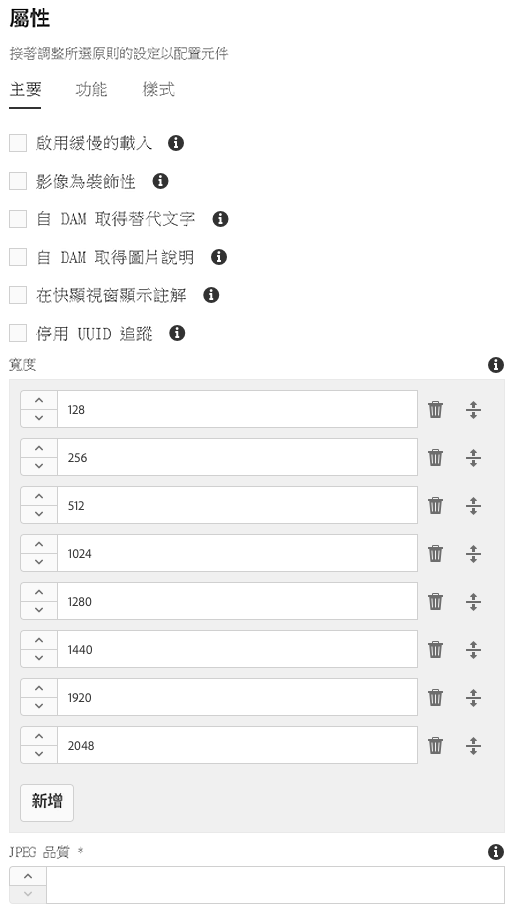 屬性
接著調整所選原則的設定以配置元件
主要 功能 樣式
啟用緩慢的載入
影像為裝飾性
自 DAM 取得替代文字
自 DAM 取得圖片說明
在快顯視窗顯示註解
停用 UUID 追蹤
寬度
128
256
512
1024
1280
1440
1920
2048
新增
JPEG 品質 *